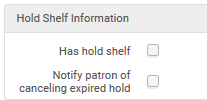 Hold Shelf Information
Has hold shelf
Notify patron of
canceling expired hold